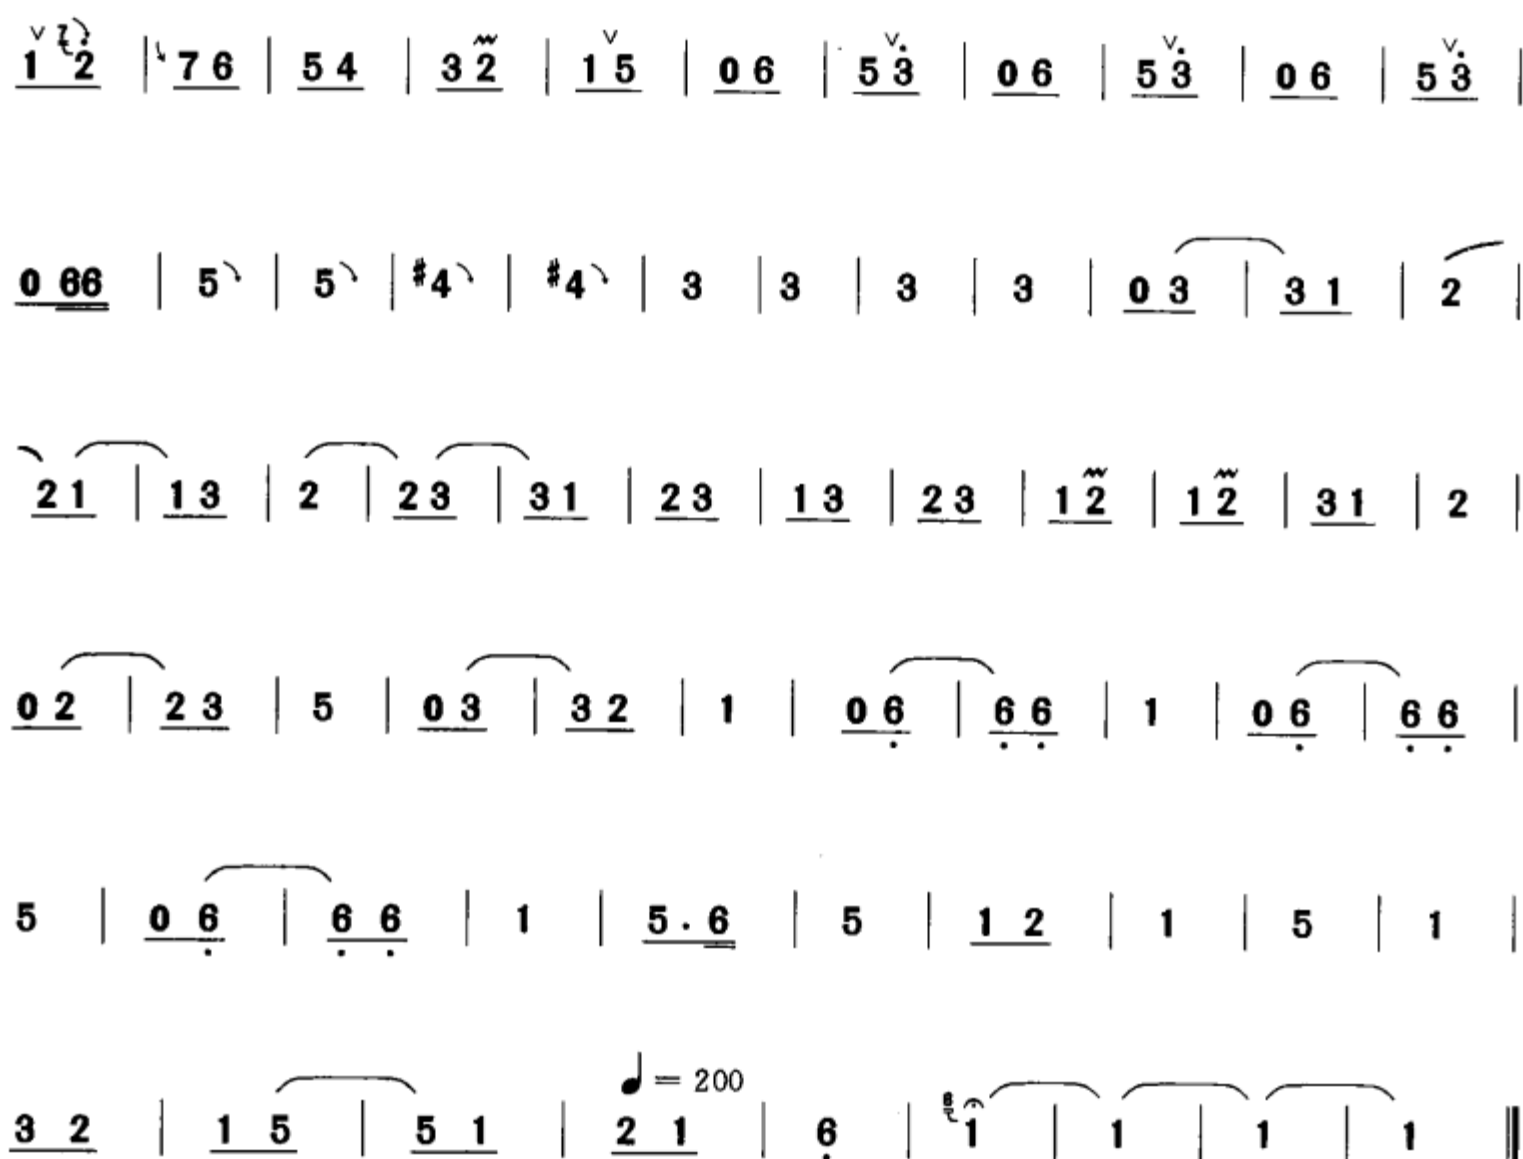 1 2̇ | 7 6 | 5 4 | 3 2 | 1 5 | 0 6 | 5 3̇ | 0 6 | 5 3̇ | 0 6 | 5 3̇ |
0 66 | 5 | 5 | #4 | #4 | 3 | 3 | 3 | 3 | 0 3 | 3 1 | 2 |
2 1 | 1 3 | 2 | 2 3 | 3 1 | 2 3 | 1 3 | 2 3 | 1 2 | 1 2 | 3 1 | 2 |
0 2 | 2 3 | 5 | 0 3 | 3 2 | 1 | 0 6̣ | 6̣ 6̣ | 1 | 0 6̣ | 6̣ 6̣ |
5 | 0 6̣ | 6̣ 6̣ | 1 | 5 . 6 | 5 | 1 2 | 1 | 5 | 1 |
♩= 200
3 2 | 1 5 | 5 1 | 2 1 | 6̣ | 1 | 1 | 1 | 1 ‖